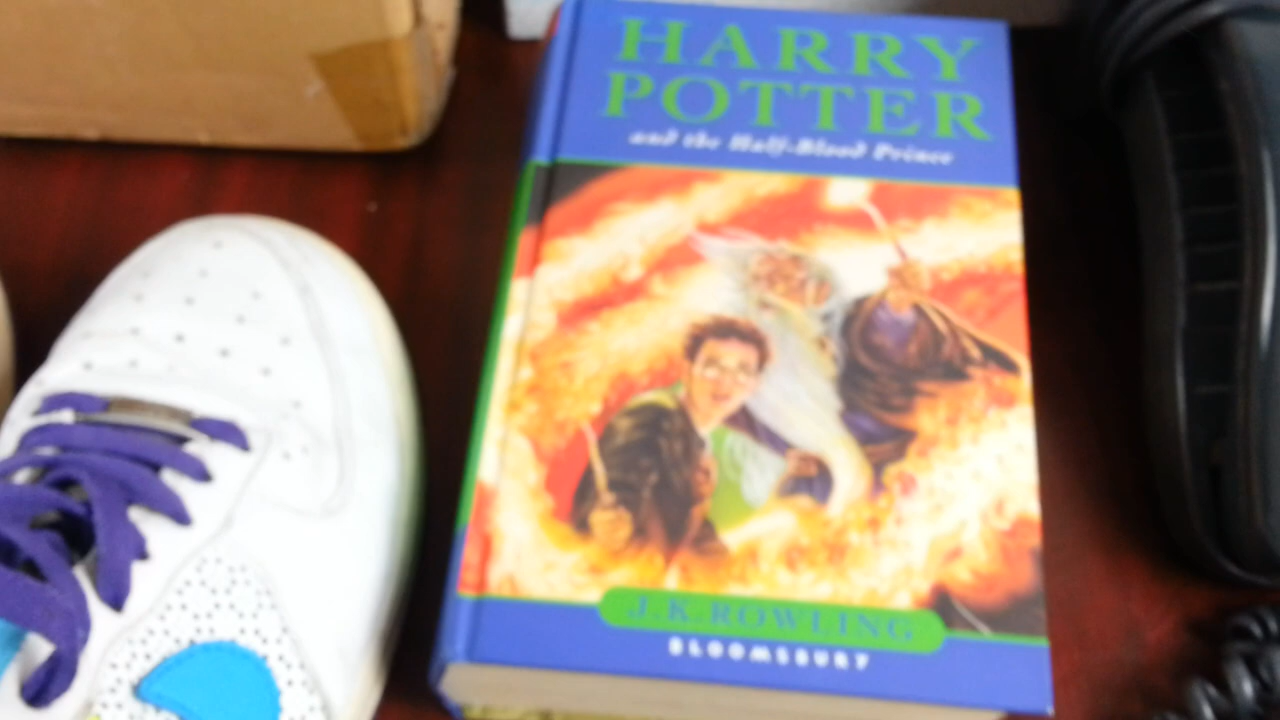 HARRY
POTTER
and the Half-Blood Prince
J.K.ROWLING
BLOOMSBURY